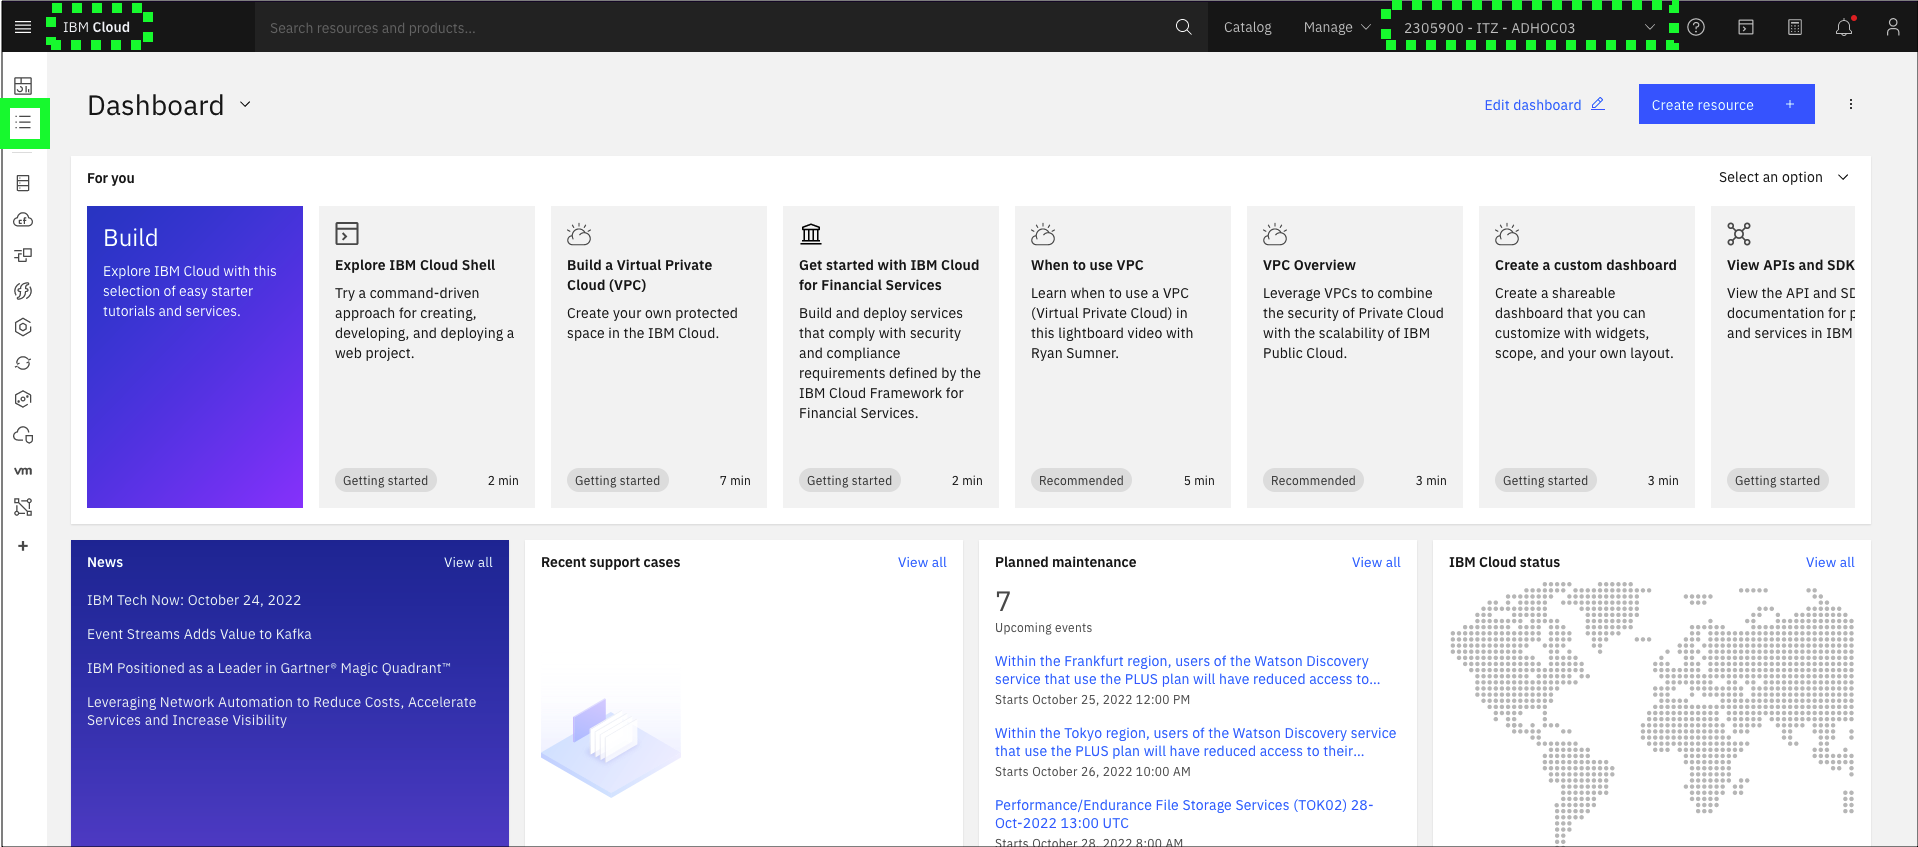 IBM Cloud
Search resources and products...
Catalog
Manage
2305900 - ITZ - ADHOC03
Dashboard
Edit dashboard
Create resource +
For you
Select an option
Build
Explore IBM Cloud with this
selection of easy starter
tutorials and services.
Explore IBM Cloud Shell
Try a command-driven
approach for creating,
developing, and deploying a
web project.
Getting started
2 min
Build a Virtual Private
Cloud (VPC)
Create your own protected
space in the IBM Cloud.
Getting started
7 min
Get started with IBM Cloud
for Financial Services
Build and deploy services
that comply with security
and compliance
requirements defined by the
IBM Cloud Framework for
Financial Services.
Getting started
2 min
When to use VPC
Learn when to use a VPC
(Virtual Private Cloud) in
this lightboard video with
Ryan Sumner.
Recommended
5 min
VPC Overview
Leverage VPCs to combine
the security of Private Cloud
with the scalability of IBM
Public Cloud.
Recommended
3 min
Create a custom dashboard
Create a shareable
dashboard that you can
customize with widgets,
scope, and your own layout.
Getting started
3 min
View APIs and SDK
View the API and SD
documentation for p
and services in IBM
Getting started
cf
vm
News
View all
IBM Tech Now: October 24, 2022
Event Streams Adds Value to Kafka
IBM Positioned as a Leader in Gartner® Magic Quadrant™
Leveraging Network Automation to Reduce Costs, Accelerate
Services and Increase Visibility
Recent support cases
View all
Planned maintenance
View all
7
Upcoming events
Within the Frankfurt region, users of the Watson Discovery
service that use the PLUS plan will have reduced access to...
Starts October 25, 2022 12:00 PM
Within the Tokyo region, users of the Watson Discovery service
that use the PLUS plan will have reduced access to their...
Starts October 26, 2022 10:00 AM
Performance/Endurance File Storage Services (TOK02) 28-
Oct-2022 13:00 UTC
Starts October 28, 2022 8:00 AM
IBM Cloud status
View all